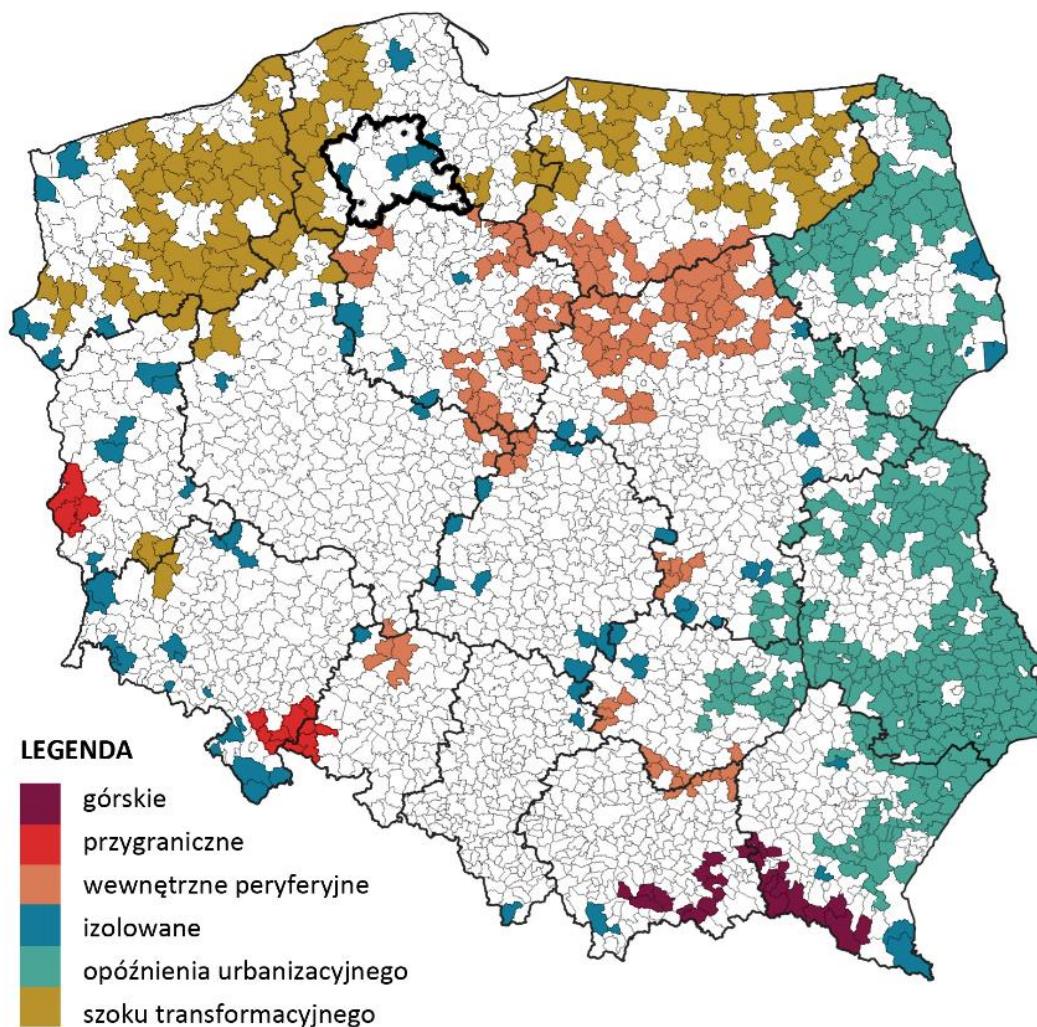 LEGENDA
górskie
przygraniczne
wewnętrzne peryferyjne
izolowane
opóźnienia urbanizacyjnego
szoku transformacyjnego